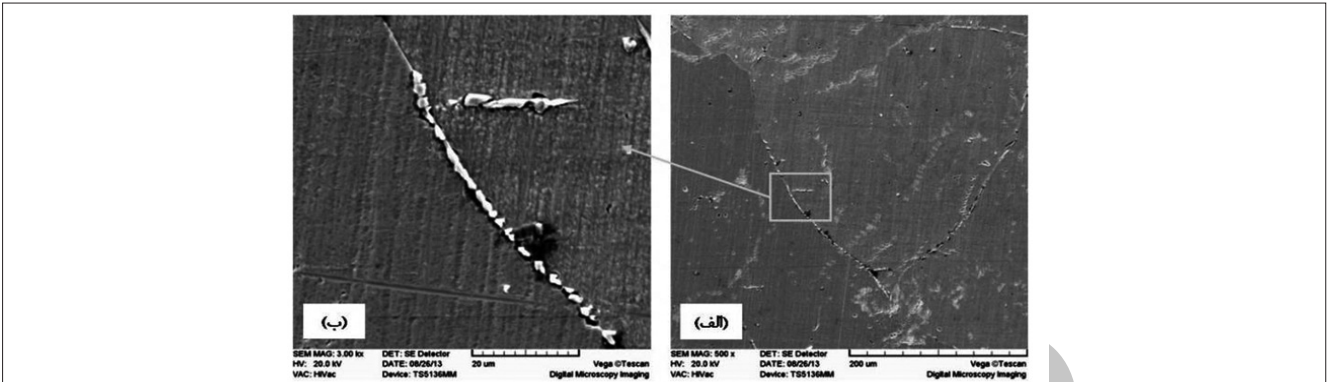 (ب)
(الف)
SEM MAG: 3.00 kx DET: SE Detector
HV: 20.0 kV DATE: 08/26/13 20 um Vega ©Tescan
VAC: HiVac Device: TS5136MM Digital Microscopy Imaging
SEM MAG: 500 x DET: SE Detector
HV: 20.0 kV DATE: 08/26/13 200 um Vega ©Tescan
VAC: HiVac Device: TS5136MM Digital Microscopy Imaging